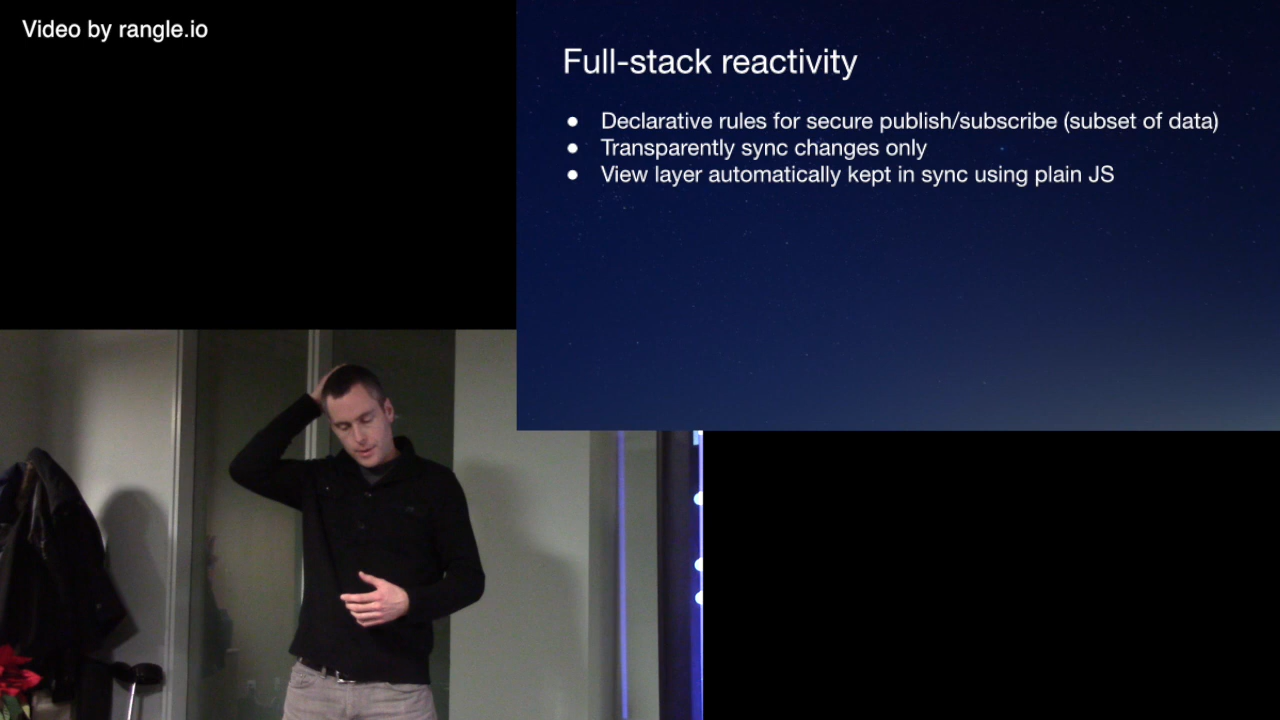 Video by rangle.io
Full-stack reactivity
● Declarative rules for secure publish/subscribe (subset of data)
● Transparently sync changes only
● View layer automatically kept in sync using plain JS